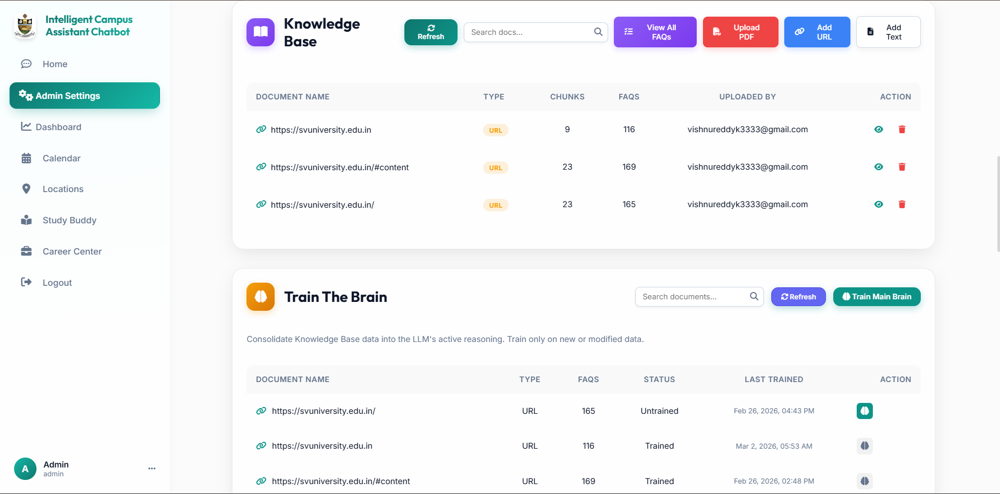 Intelligent Campus
Assistant Chatbot
Home
Admin Settings
Dashboard
Calendar
Locations
Study Buddy
Career Center
Logout
A
Admin
admin
Knowledge
Base
Refresh
Search docs...
View All
FAQs
PDF
Upload
PDF
Add
URL
Add
Text
DOCUMENT NAME TYPE CHUNKS FAQS UPLOADED BY ACTION
https://svuniversity.edu.in URL 9 116 vishnureddyk3333@gmail.com
https://svuniversity.edu.in/#content URL 23 169 vishnureddyk3333@gmail.com
https://svuniversity.edu.in/ URL 23 165 vishnureddyk3333@gmail.com
Train The Brain
Search documents...
Refresh
Train Main Brain
Consolidate Knowledge Base data into the LLM's active reasoning. Train only on new or modified data.
DOCUMENT NAME TYPE FAQS STATUS LAST TRAINED ACTION
https://svuniversity.edu.in/ URL 165 Untrained Feb 26, 2026, 04:43 PM
https://svuniversity.edu.in URL 116 Trained Mar 2, 2026, 05:53 AM
https://svuniversity.edu.in/#content URL 169 Trained Feb 26, 2026, 02:48 PM